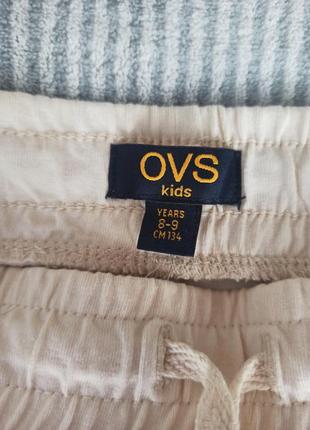 OVS
kids
YEARS
8-9
CM 134